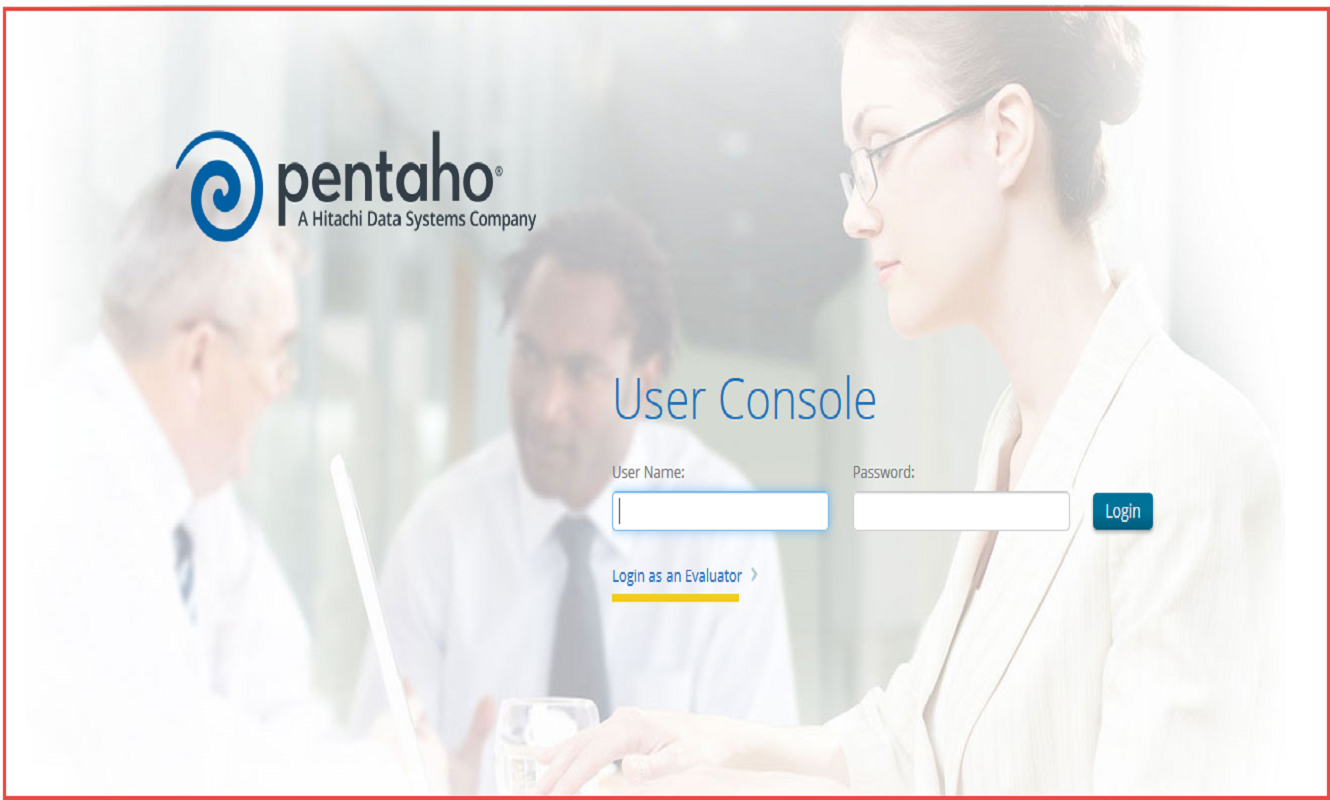 pentaho®
A Hitachi Data Systems Company
User Console
User Name:
Password:
Login
Login as an Evaluator >